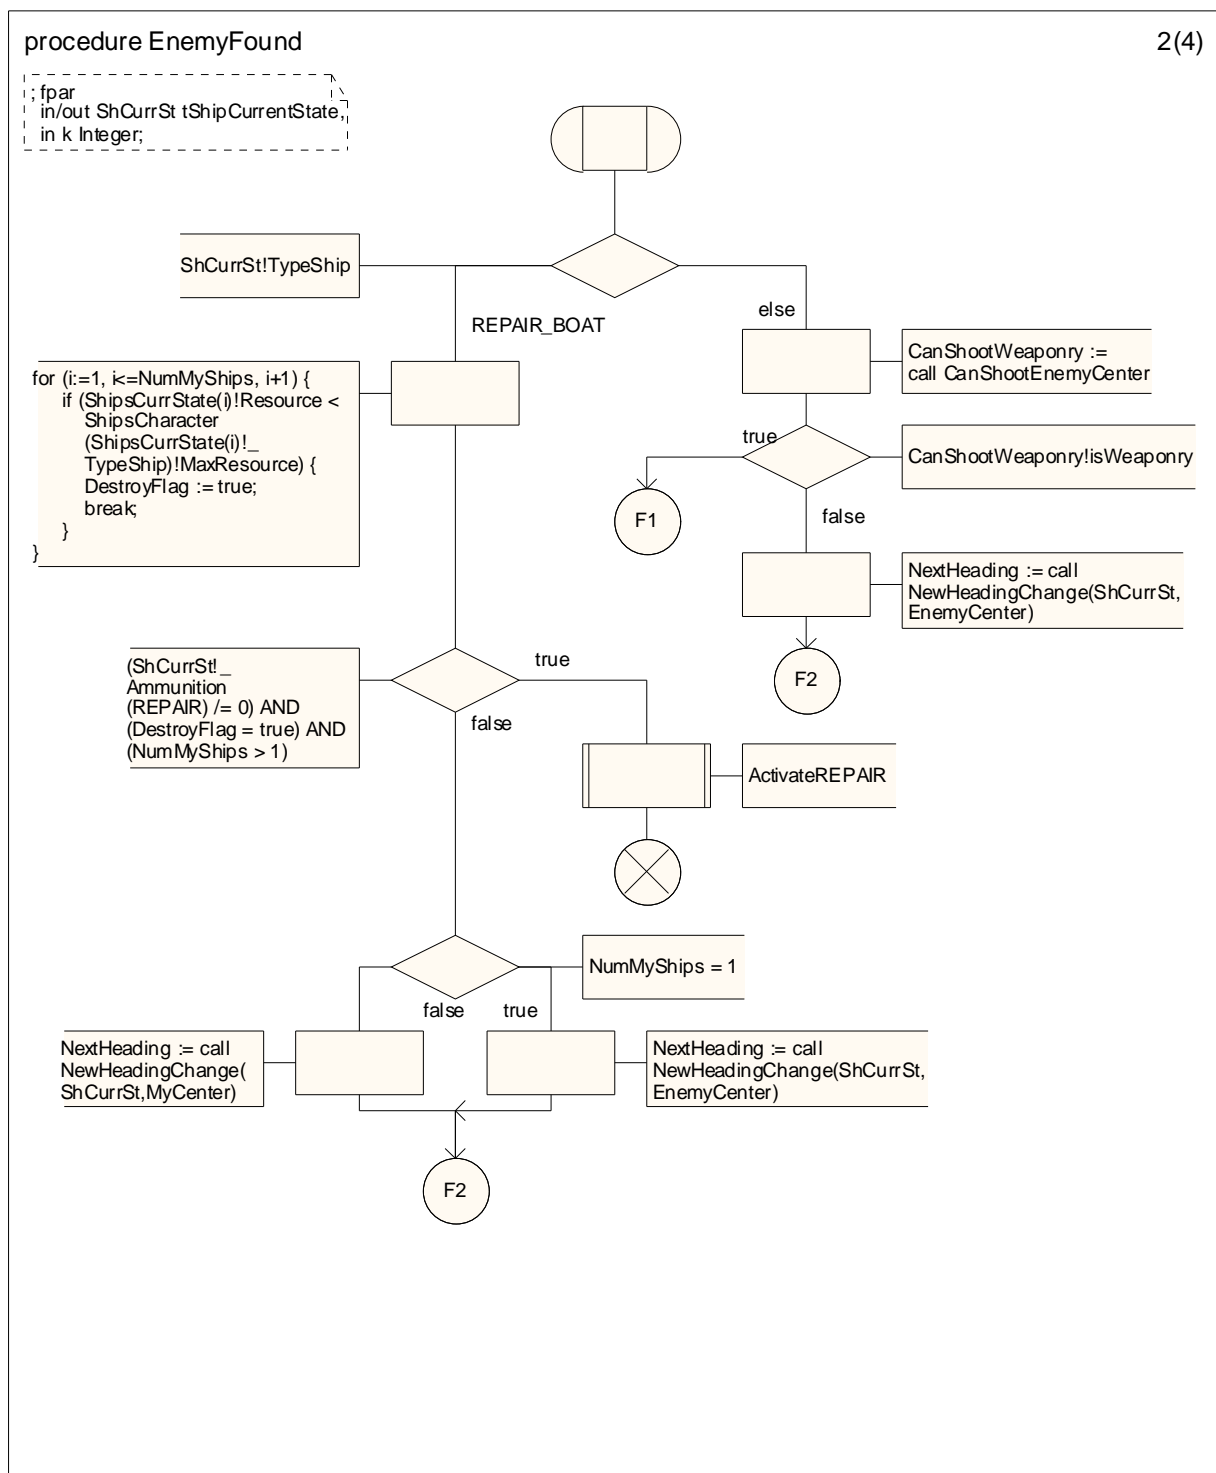 procedure EnemyFound
2(4)
; fpar
in/out ShCurrSt tShipCurrentState,
in k Integer;
ShCurrSt!TypeShip
REPAIR_BOAT
else
CanShootWeaponry :=
call CanShootEnemyCenter
for (i:=1, i<=NumMyShips, i+1) {
if (ShipsCurrState(i)!Resource <
ShipsCharacter
(ShipsCurrState(i)!_
TypeShip)!MaxResource) {
DestroyFlag := true;
break;
}
}
true
CanShootWeaponry!isWeaponry
F1
false
NextHeading := call
NewHeadingChange(ShCurrSt,
EnemyCenter)
F2
(ShCurrSt!_
Ammunition
(REPAIR) /= 0) AND
(DestroyFlag = true) AND
(NumMyShips > 1)
true
false
ActivateREPAIR
NumMyShips = 1
false
true
NextHeading := call
NewHeadingChange(
ShCurrSt,MyCenter)
NextHeading := call
NewHeadingChange(ShCurrSt,
EnemyCenter)
F2